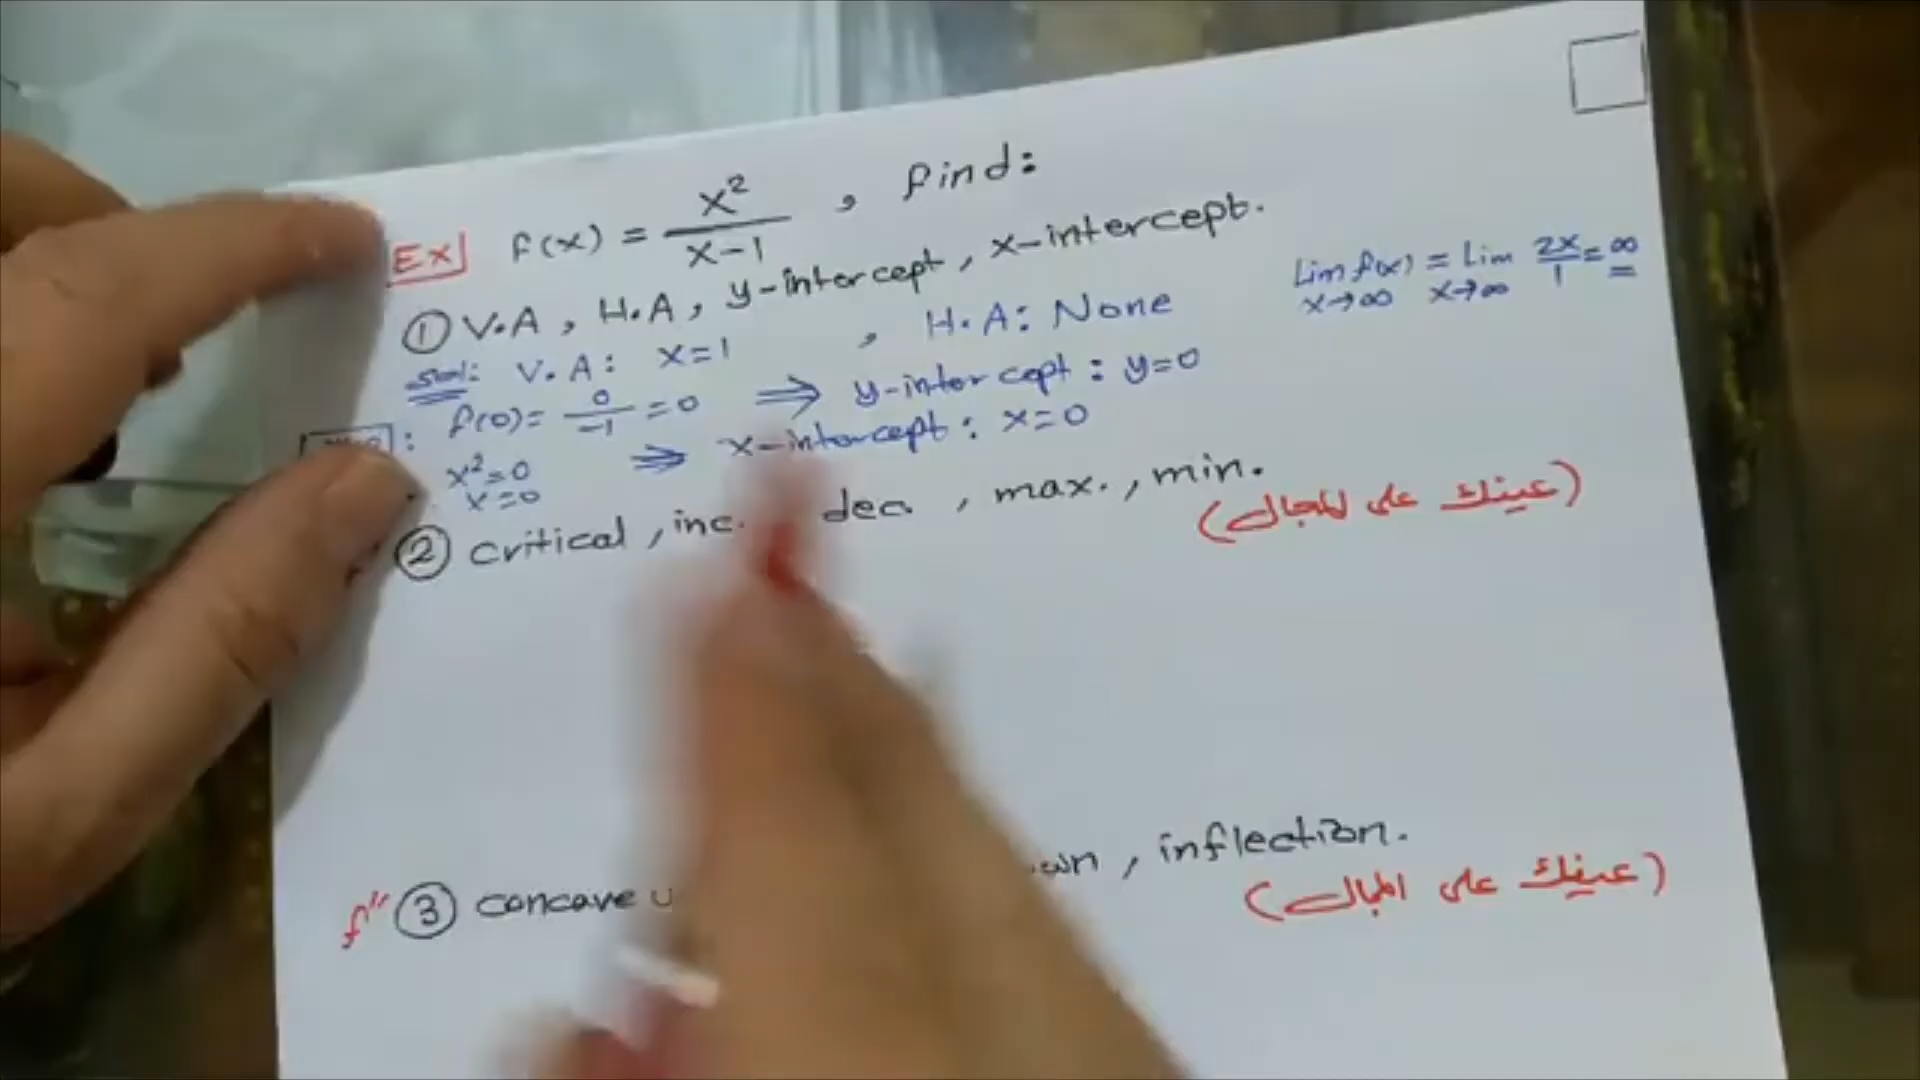 Ex f(x) = x²/(x-1) , find:
① V.A , H.A , y-intercept , x-intercept.
Sol: V.A: x=1 , H.A: None
Lim f(x) = Lim 2x/1 = ∞
x→∞ x→∞
f(0) = 0/-1 = 0 ⇒ y-intercept : y=0
x²=0 ⇒ x-intercept : x=0
x=0
② critical , inc. dec. , max. , min.
(عينك على المجال)
f″ ③ concave , inflection.
(عينك على المجال)